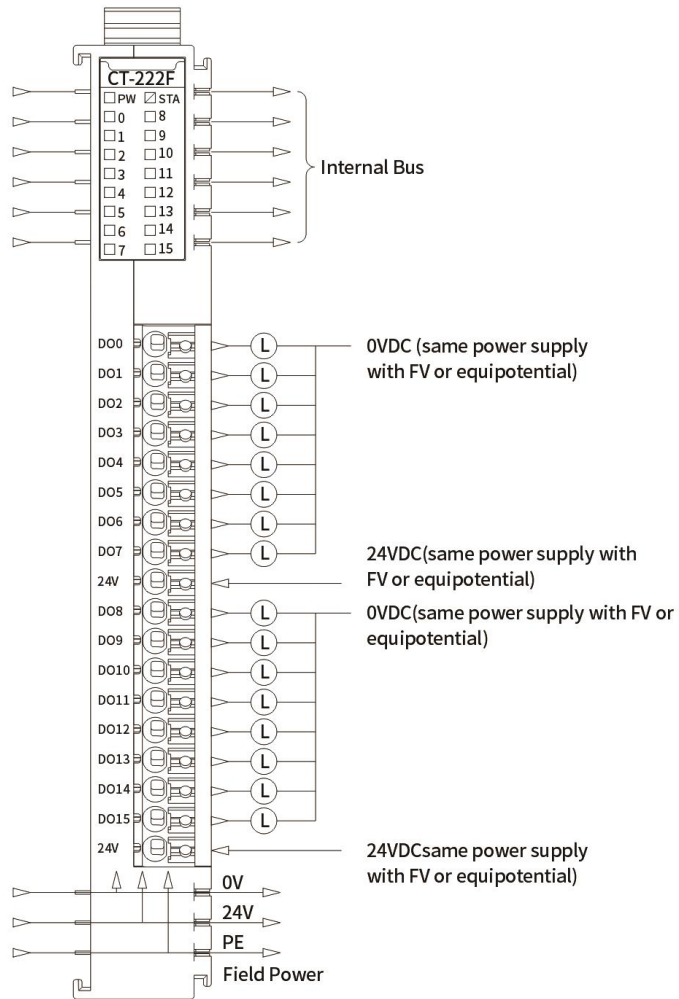 CT-222F
PW STA
0 8
1 9
2 10
3 11
4 12
5 13
6 14
7 15
Internal Bus
DO0 L 0VDC (same power supply
with FV or equipotential)
DO1 L
DO2 L
DO3 L
DO4 L
DO5 L
DO6 L
DO7 L 24VDC(same power supply with
24V FV or equipotential)
DO8 L 0VDC(same power supply with FV or
equipotential)
DO9 L
DO10 L
DO11 L
DO12 L
DO13 L
DO14 L
DO15 L
24V 24VDCsame power supply
with FV or equipotential)
0V
24V
PE
Field Power